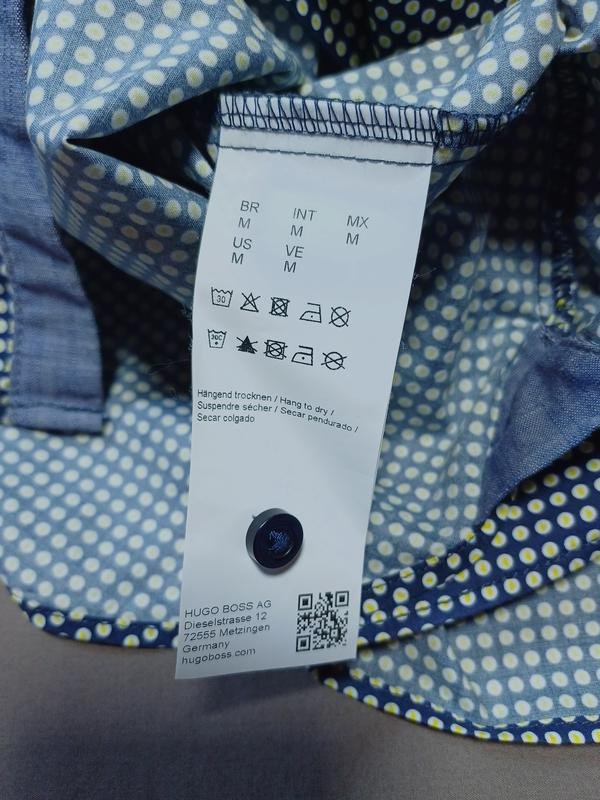 BR INT MX
M M M
US VE
M M
30
30C
Hängend trocknen / Hang to dry /
Suspendre sécher / Secar pendurado /
Secar colgado
HUGO BOSS AG
Dieselstrasse 12
72555 Metzingen
Germany
hugoboss.com